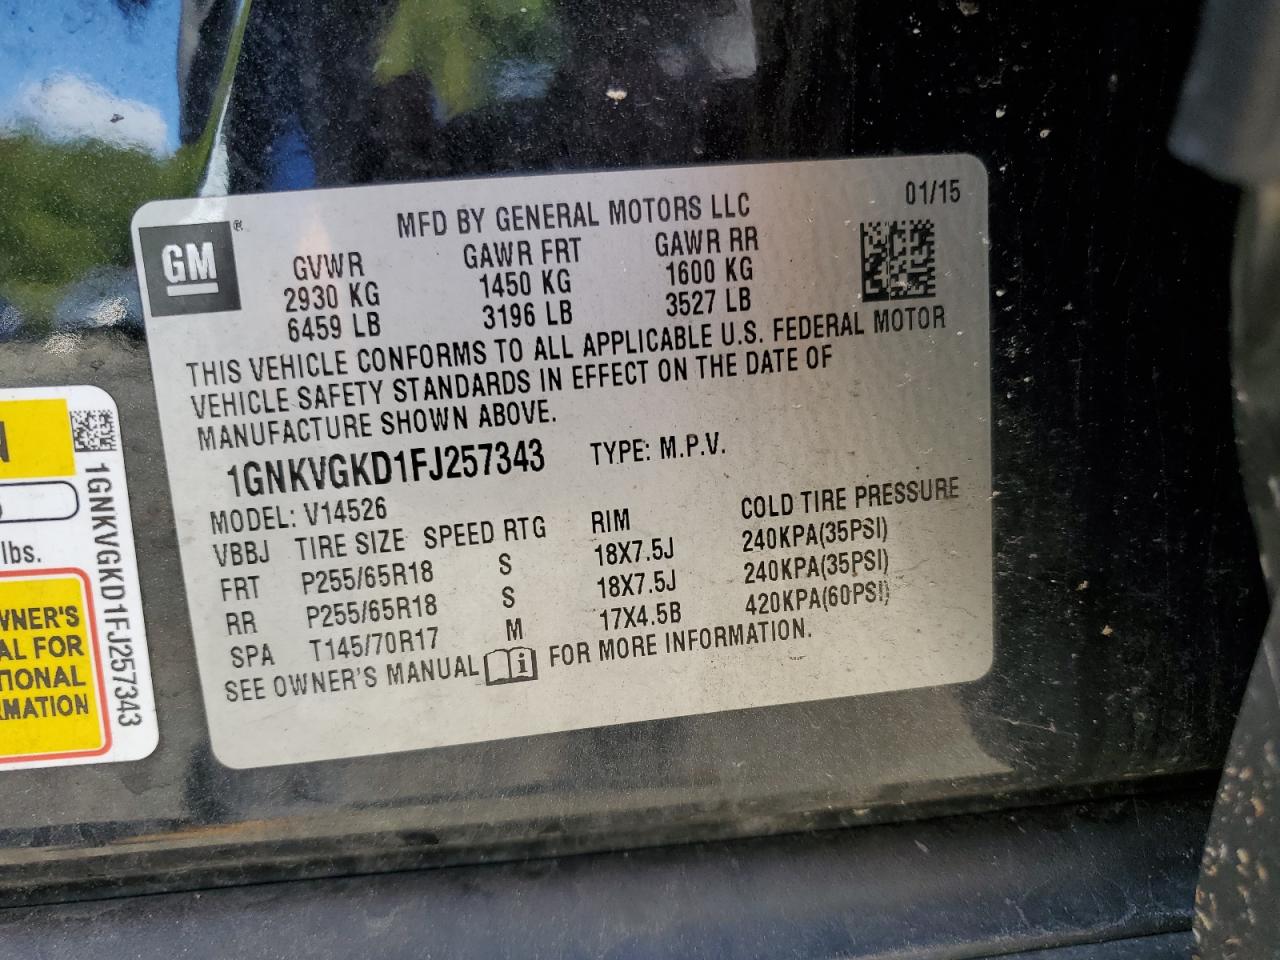 01/15
MFD BY GENERAL MOTORS LLC
GM®
GVWR GAWR FRT GAWR RR
2930 KG 1450 KG 1600 KG
6459 LB 3196 LB 3527 LB
THIS VEHICLE CONFORMS TO ALL APPLICABLE U.S. FEDERAL MOTOR
VEHICLE SAFETY STANDARDS IN EFFECT ON THE DATE OF
MANUFACTURE SHOWN ABOVE.
1GNKVGKD1FJ257343 TYPE: M.P.V.
MODEL: V14526
VBBJ TIRE SIZE SPEED RTG RIM COLD TIRE PRESSURE
FRT P255/65R18 S 18X7.5J 240KPA(35PSI)
RR P255/65R18 S 18X7.5J 240KPA(35PSI)
SPA T145/70R17 M 17X4.5B 420KPA(60PSI)
SEE OWNER'S MANUAL i FOR MORE INFORMATION.
1GNKVGKD1FJ257343
lbs.
WNER'S
AL FOR
TIONAL
RMATION